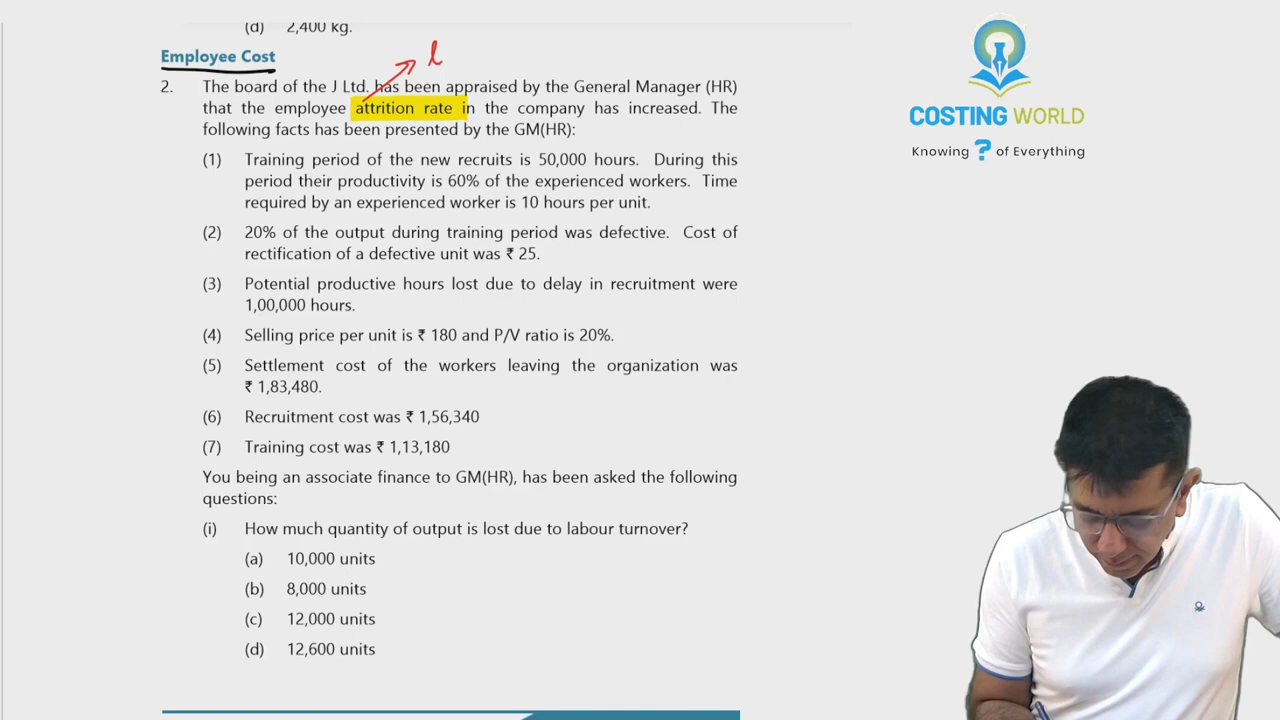 (d) 2,400 kg.
Employee Cost
l
2. The board of the J Ltd. has been appraised by the General Manager (HR)
that the employee attrition rate in the company has increased. The
following facts has been presented by the GM(HR):
(1) Training period of the new recruits is 50,000 hours. During this
period their productivity is 60% of the experienced workers. Time
required by an experienced worker is 10 hours per unit.
(2) 20% of the output during training period was defective. Cost of
rectification of a defective unit was ₹ 25.
(3) Potential productive hours lost due to delay in recruitment were
1,00,000 hours.
(4) Selling price per unit is ₹ 180 and P/V ratio is 20%.
(5) Settlement cost of the workers leaving the organization was
₹ 1,83,480.
(6) Recruitment cost was ₹ 1,56,340
(7) Training cost was ₹ 1,13,180
You being an associate finance to GM(HR), has been asked the following
questions:
(i) How much quantity of output is lost due to labour turnover?
(a) 10,000 units
(b) 8,000 units
(c) 12,000 units
(d) 12,600 units
COSTING WORLD
Knowing ? of Everything